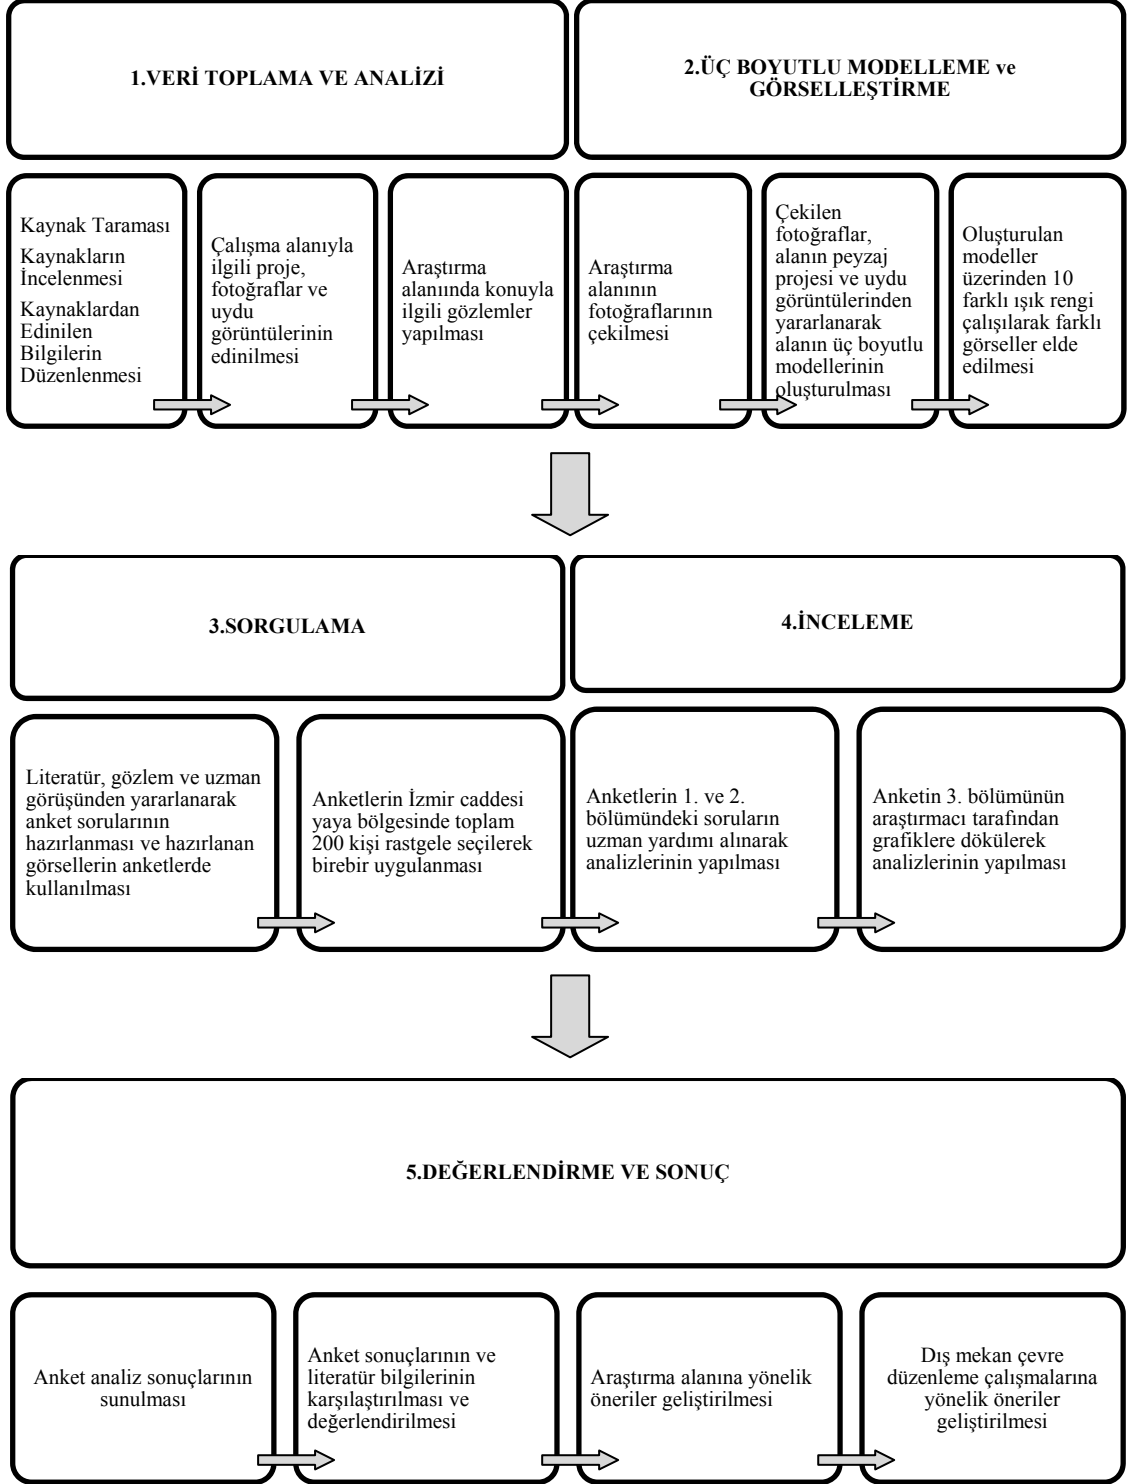 1.VERİ TOPLAMA VE ANALİZİ
2.ÜÇ BOYUTLU MODELLEME ve
GÖRSELLEŞTİRME
Kaynak Taraması
Kaynakların
İncelenmesi
Kaynaklardan
Edinilen
Bilgilerin
Düzenlenmesi
Çalışma alanıyla
ilgili proje,
fotoğraflar ve
uydu
görüntülerinin
edinilmesi
Araştırma
alanıında konuyla
ilgili gözlemler
yapılması
Araştırma
alanının
fotoğraflarının
çekilmesi
Çekilen
fotoğraflar,
alanın peyzaj
projesi ve uydu
görüntülerinden
yararlanarak
alanın üç boyutlu
modellerinin
oluşturulması
Oluşturulan
modeller
üzerinden 10
farklı ışık rengi
çalışılarak farklı
görseller elde
edilmesi
3.SORGULAMA
4.İNCELEME
Literatür, gözlem ve uzman
görüşünden yararlanarak
anket sorularının
hazırlanması ve hazırlanan
görsellerin anketlerde
kullanılması
Anketlerin İzmir caddesi
yaya bölgesinde toplam
200 kişi rastgele seçilerek
birebir uygulanması
Anketlerin 1. ve 2.
bölümündeki soruların
uzman yardımı alınarak
analizlerinin yapılması
Anketin 3. bölümünün
araştırmacı tarafından
grafiklere dökülerek
analizlerinin yapılması
5.DEĞERLENDİRME VE SONUÇ
Anket analiz sonuçlarının
sunulması
Anket sonuçlarının ve
literatür bilgilerinin
karşılaştırılması ve
değerlendirilmesi
Araştırma alanına yönelik
öneriler geliştirilmesi
Dış mekan çevre
düzenleme çalışmalarına
yönelik öneriler
geliştirilmesi